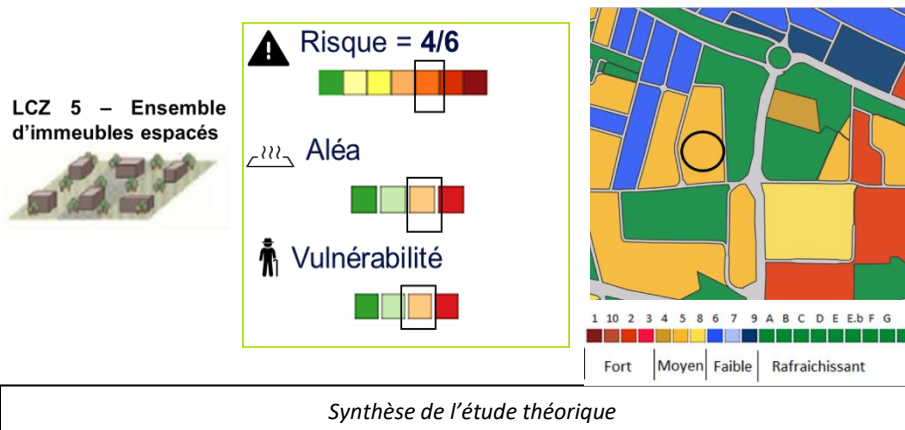 LCZ 5 – Ensemble
d'immeubles espacés
Risque = 4/6
Aléa
Vulnérabilité
1 10 2 3 4 5 8 6 7 9 A B C D E E.b F G
Fort Moyen Faible Rafraichissant
Synthèse de l'étude théorique